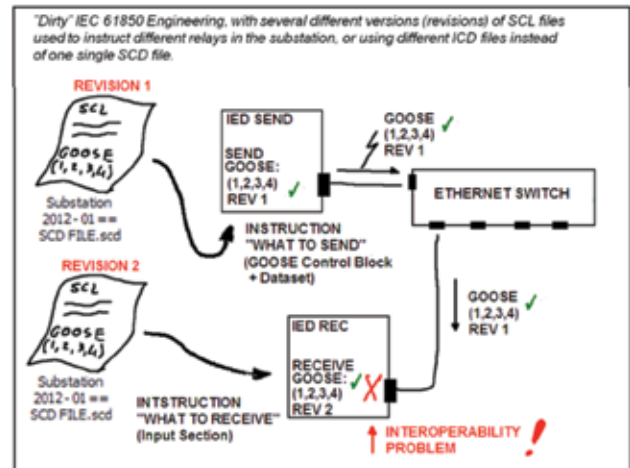 "Dirty" IEC 61850 Engineering, with several different versions (revisions) of SCL files
used to instruct different relays in the substation, or using different ICD files instead
of one single SCD file.
REVISION 1
SCL
GOOSE
(1, 2, 3, 4)
Substation
2012 - 01 ==
SCD FILE.scd
IED SEND
SEND
GOOSE:
(1,2,3,4)
REV 1
INSTRUCTION
"WHAT TO SEND"
(GOOSE Control Block
+ Dataset)
GOOSE
(1,2,3,4)
REV 1
ETHERNET SWITCH
GOOSE
(1,2,3,4)
REV 1
REVISION 2
SCL
GOOSE
(1, 2, 3, 4)
Substation
2012 - 01 ==
SCD FILE.scd
INTSTRUCTION
"WHAT TO RECEIVE"
(Input Section)
IED REC
RECEIVE
GOOSE:
(1,2,3,4)
REV 2
INTEROPERABILITY
PROBLEM !